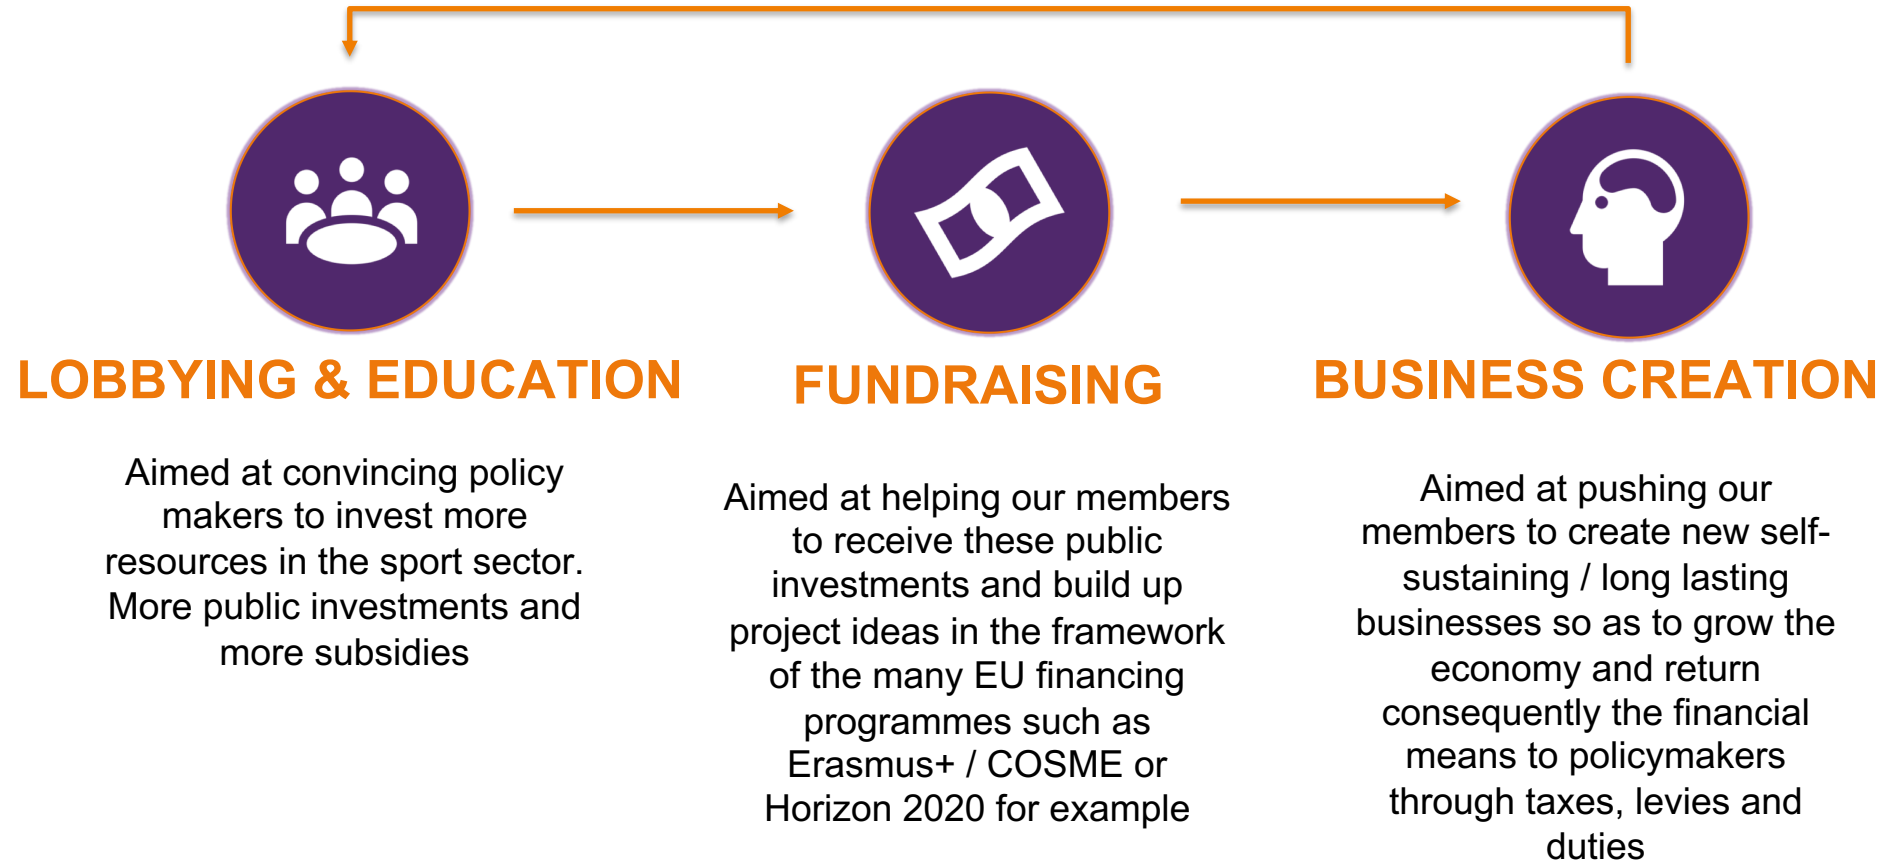 LOBBYING & EDUCATION
Aimed at convincing policy
makers to invest more
resources in the sport sector.
More public investments and
more subsidies
FUNDRAISING
Aimed at helping our members
to receive these public
investments and build up
project ideas in the framework
of the many EU financing
programmes such as
Erasmus+ / COSME or
Horizon 2020 for example
BUSINESS CREATION
Aimed at pushing our
members to create new self-
sustaining / long lasting
businesses so as to grow the
economy and return
consequently the financial
means to policymakers
through taxes, levies and
duties